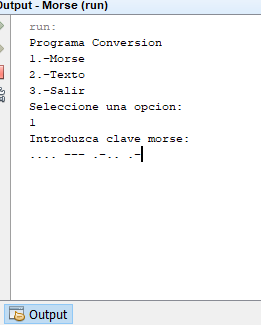 Output - Morse (run)
run:
Programa Conversion
1.-Morse
2.-Texto
3.-Salir
Seleccione una opcion:
1
Introduzca clave morse:
.... --- .-.. .-
Output